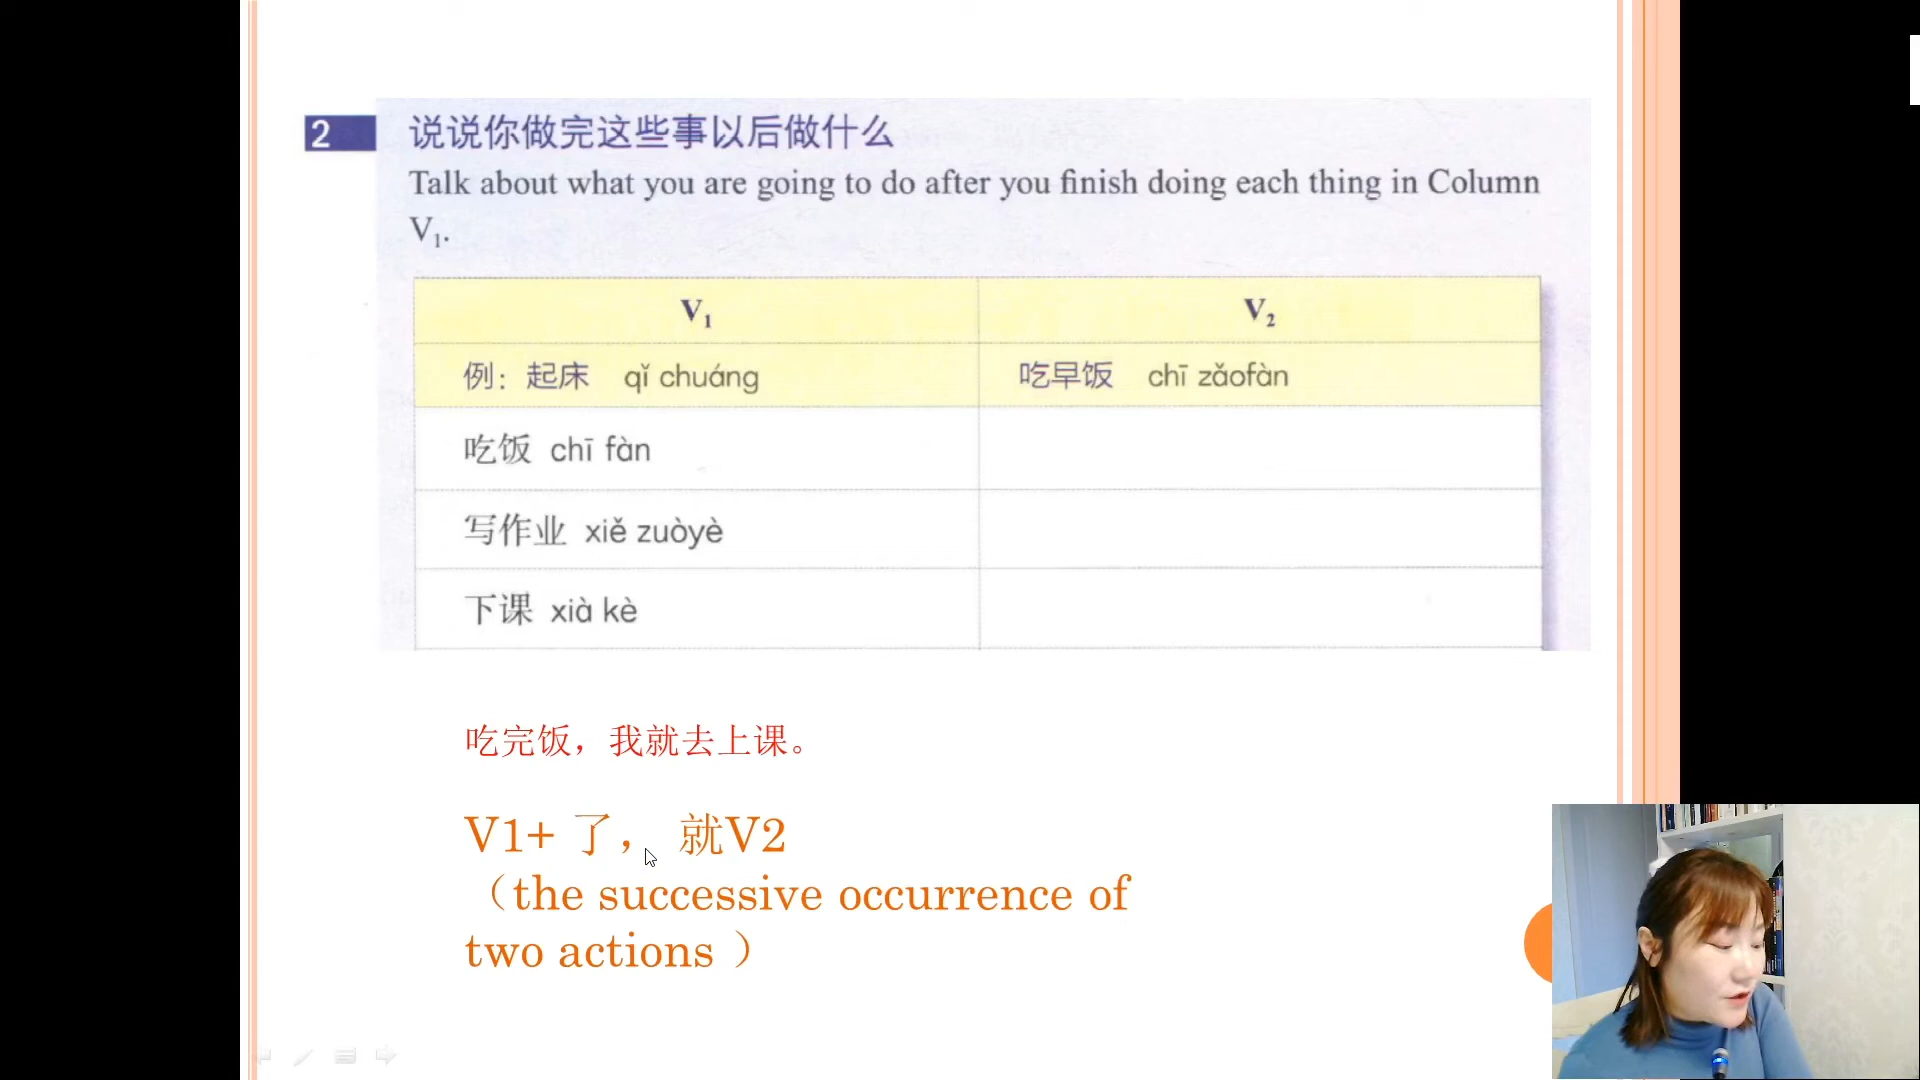 2 说说你做完这些事以后做什么
Talk about what you are going to do after you finish doing each thing in Column
V₁.
V₁ V₂
例：起床 qǐ chuáng 吃早饭 chī zǎofàn
吃饭 chī fàn
写作业 xiě zuòyè
下课 xià kè
吃完饭，我就去上课。
V1+ 了， 就V2
（the successive occurrence of
two actions ）